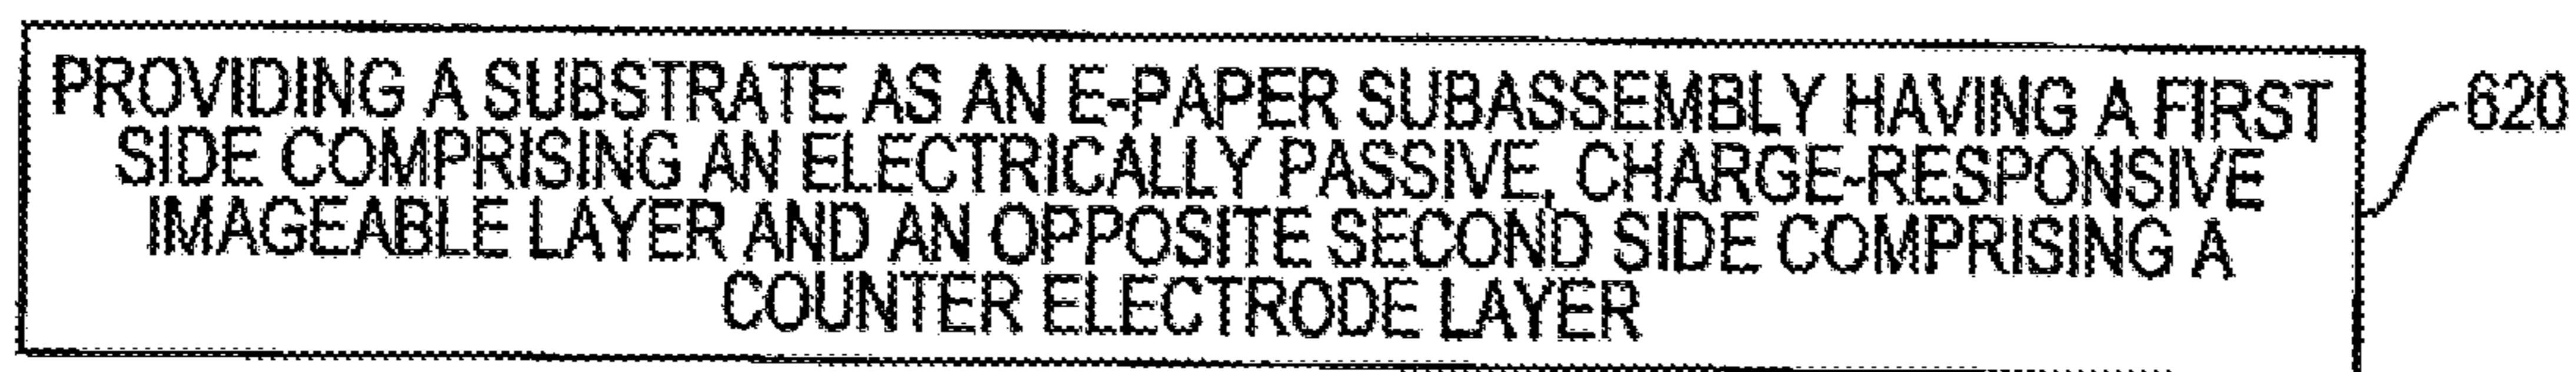 PROVIDING A SUBSTRATE AS AN E-PAPER SUBASSEMBLY HAVING A FIRST
SIDE COMPRISING AN ELECTRICALLY PASSIVE, CHARGE-RESPONSIVE
IMAGEABLE LAYER AND AN OPPOSITE SECOND SIDE COMPRISING A
COUNTER ELECTRODE LAYER
620